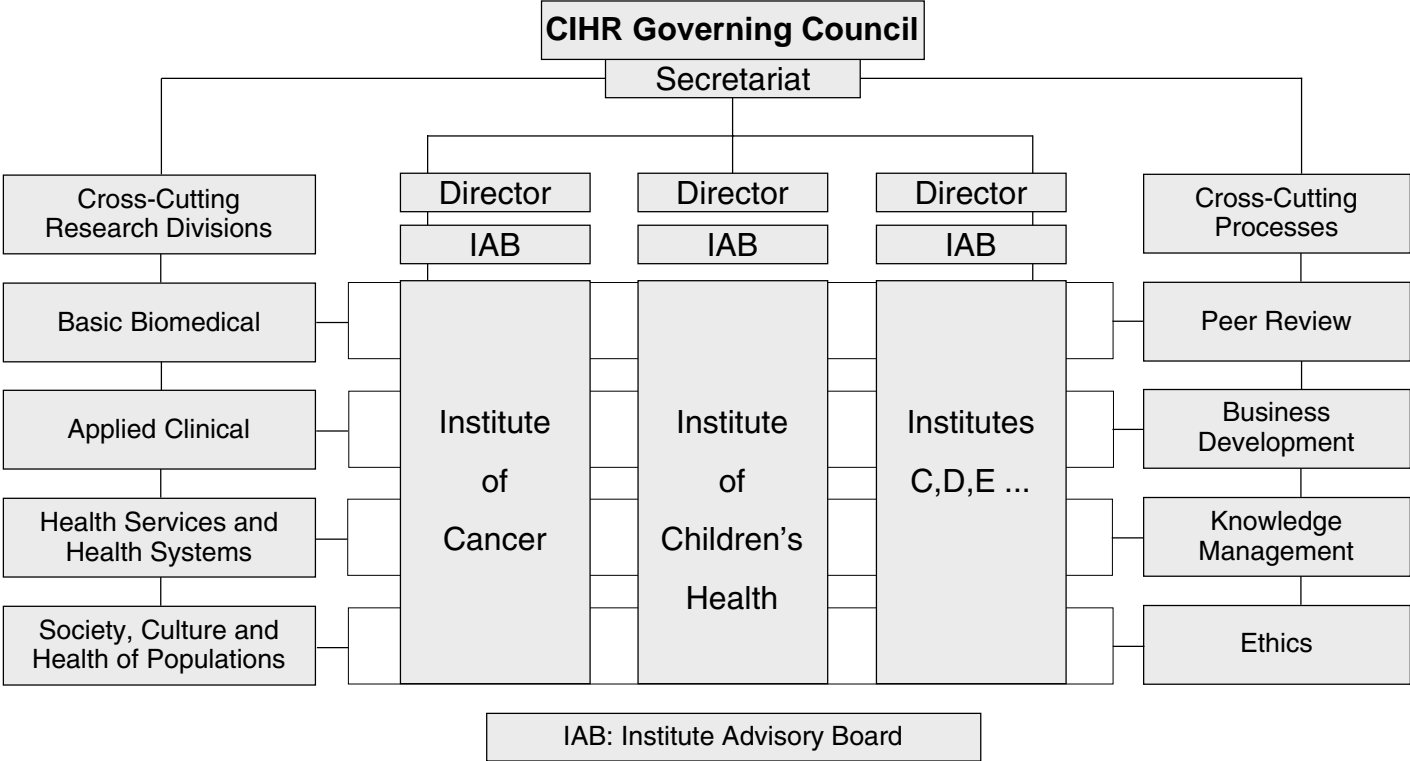 CIHR Governing Council
Secretariat
Cross-Cutting
Research Divisions
Director
Director
Director
Cross-Cutting
Processes
IAB
IAB
IAB
Basic Biomedical
Applied Clinical
Health Services and
Health Systems
Society, Culture and
Health of Populations
Institute
of
Cancer
Institute
of
Children's
Health
Institutes
C,D,E ...
Peer Review
Business
Development
Knowledge
Management
Ethics
IAB: Institute Advisory Board